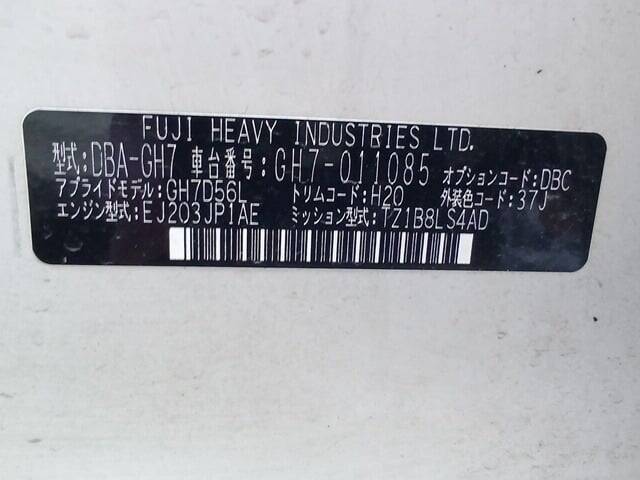 FUJI HEAVY INDUSTRIES LTD.
型式:DBA-GH7 車台番号:GH7-011085 オプションコード:DBC
アプライドモデル:GH7D56L トリムコード:H20 外装色コード:37J
エンジン型式:EJ203JP1AE ミッション型式:TZ1B8LS4AD